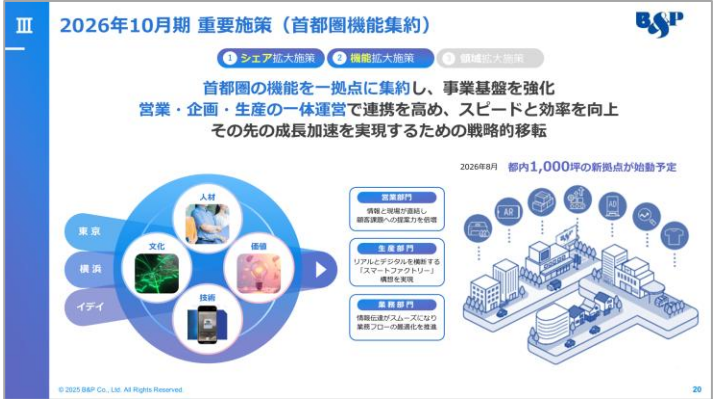 Ⅲ
2026年10月期 重要施策（首都圏機能集約）
B&P
1 シェア拡大施策
2 機能拡大施策
3 領域拡大施策
首都圏の機能を一拠点に集約し、事業基盤を強化
営業・企画・生産の一体運営で連携を高め、スピードと効率を向上
その先の成長加速を実現するための戦略的移転
2026年8月 都内1,000坪の新拠点が始動予定
東京
横浜
イデイ
人材
文化
価値
技術
営業部門
情報と現場が直結し
顧客課題への提案力を倍増
生産部門
リアルとデジタルを横断する
「スマートファクトリー」
構想を実現
業務部門
情報伝達がスムーズになり
業務フローの最適化を推進
AR
AD
© 2025 B&P Co., Ltd. All Rights Reserved
20